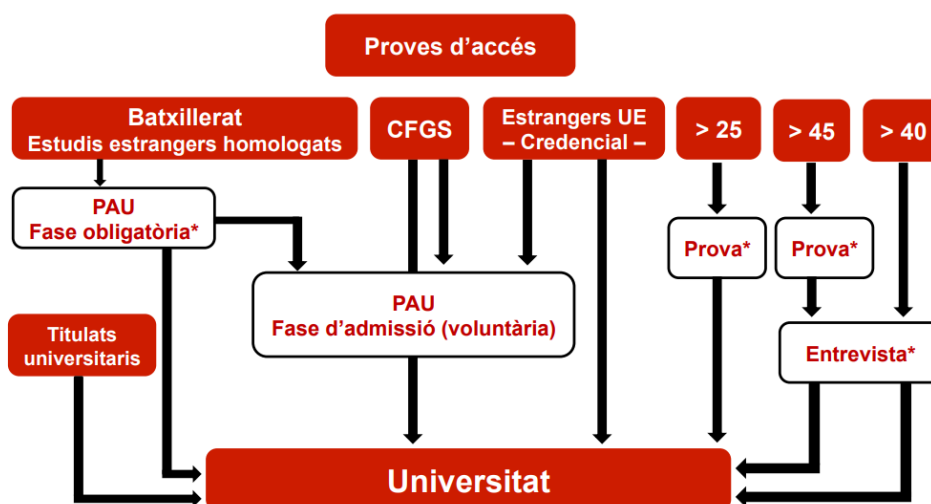 Proves d’accés
Batxillerat
Estudis estrangers homologats
CFGS
Estrangers UE
– Credencial –
> 25
> 45
> 40
PAU
Fase obligatòria*
Prova*
Prova*
PAU
Fase d’admissió (voluntària)
Titulats
universitaris
Entrevista*
Universitat